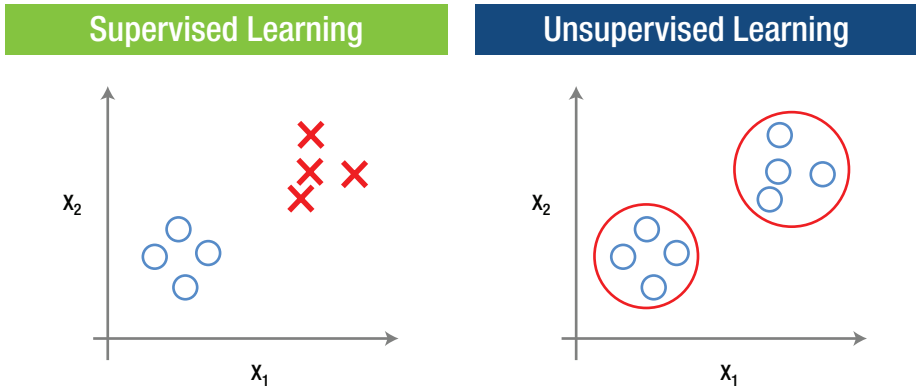 Supervised Learning
Unsupervised Learning
X₂
X₁
X₂
X₁